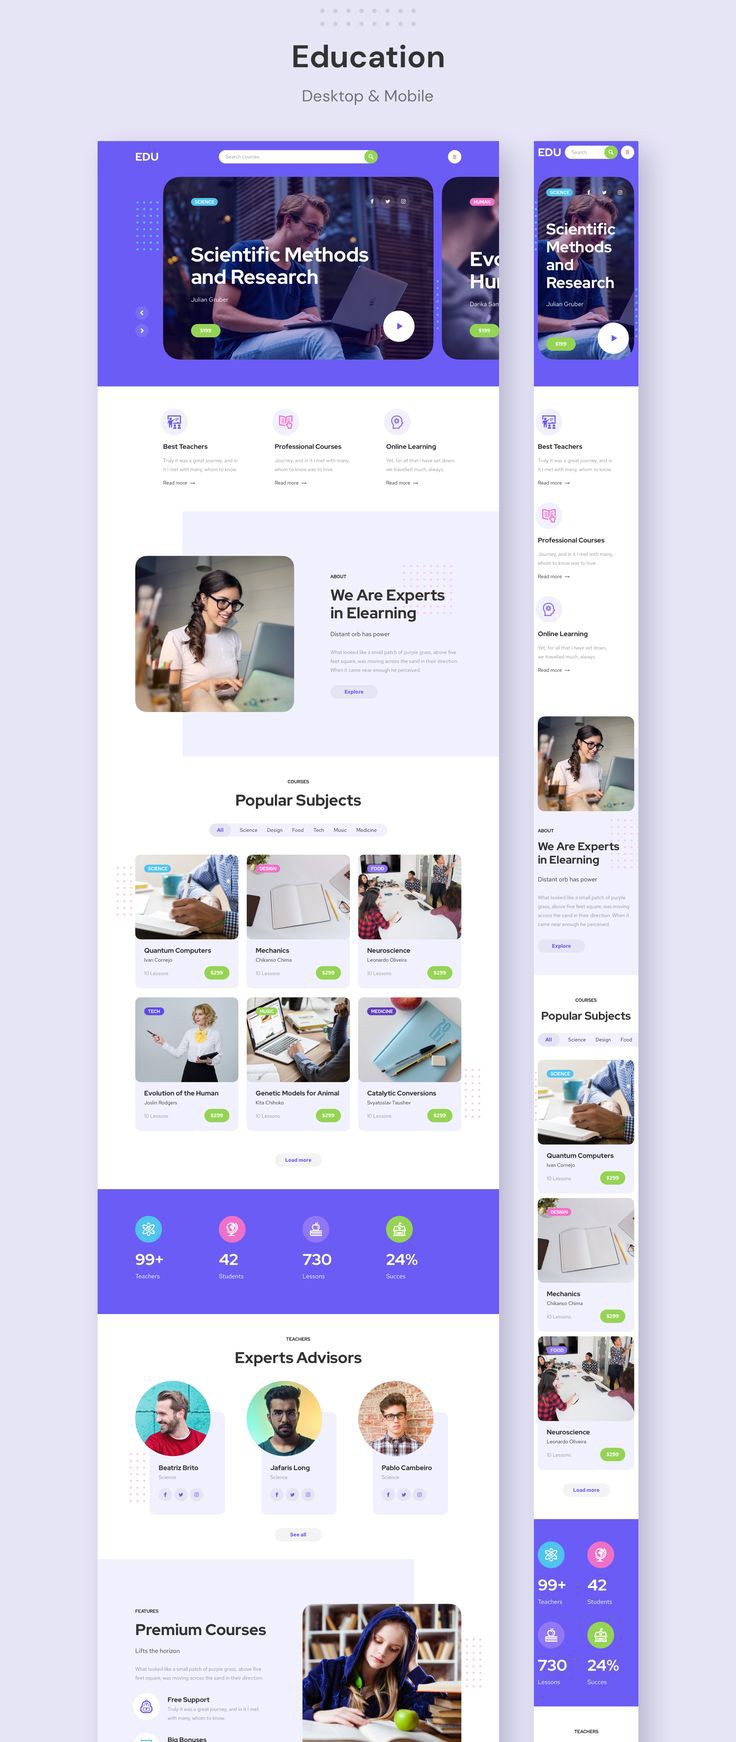 Education
Desktop & Mobile
EDU
Search courses
SCIENCE
Scientific Methods
and Research
Julian Gruber
$199
HUMAN
Evo
Hur
Darika Sam
$199
Best Teachers
Truly it was a great journey, and in
it I met with many, whom to know.
Read more →
Professional Courses
Journey, and in it I met with many,
whom to know was to love.
Read more →
Online Learning
Yet, for all that I have set down,
we travelled much, always.
Read more →
ABOUT
We Are Experts
in Elearning
Distant orb has power
What looked like a small patch of purple grass, above five
feet square, was moving across the sand in their direction.
When it came near enough he perceived.
Explore
COURSES
Popular Subjects
All Science Design Food Tech Music Medicine
SCIENCE
Quantum Computers
Ivan Cornejo
10 Lessons $299
DESIGN
Mechanics
Chikanso Chima
10 Lessons $299
FOOD
Neuroscience
Leonardo Oliveira
10 Lessons $299
TECH
Evolution of the Human
Joslin Rodgers
10 Lessons $299
MUSIC
Genetic Models for Animal
Kita Chihoko
10 Lessons $299
MEDICINE
Catalytic Conversions
Svyatoslav Taushev
10 Lessons $299
Load more
99+
Teachers
42
Students
730
Lessons
24%
Succes
TEACHERS
Experts Advisors
Beatriz Brito
Science
Jafaris Long
Science
Pablo Cambeiro
Science
See all
FEATURES
Premium Courses
Lifts the horizon
What looked like a small patch of purple grass, above five
feet square, was moving across the sand in their direction.
Free Support
Truly it was a great journey, and in it I met
with many, whom to know.
Big Bonuses
EDU
Search
SCIENCE
Scientific
Methods
and
Research
Julian Gruber
$199
Best Teachers
Truly it was a great journey, and in
it I met with many, whom to know.
Read more →
Professional Courses
Journey, and in it I met with many,
whom to know was to love.
Read more →
Online Learning
Yet, for all that I have set down,
we travelled much, always.
Read more →
ABOUT
We Are Experts
in Elearning
Distant orb has power
What looked like a small patch of purple
grass, above five feet square, was moving
across the sand in their direction. When it
came near enough he perceived.
Explore
COURSES
Popular Subjects
All Science Design Food
SCIENCE
Quantum Computers
Ivan Cornejo
10 Lessons $299
DESIGN
Mechanics
Chikanso Chima
10 Lessons $299
FOOD
Neuroscience
Leonardo Oliveira
10 Lessons $299
Load more
99+
Teachers
42
Students
730
Lessons
24%
Succes
TEACHERS